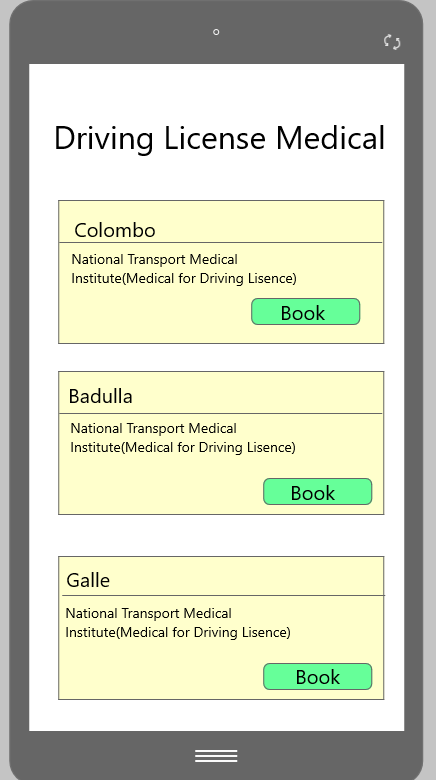 Driving License Medical
Colombo
National Transport Medical
Institute(Medical for Driving Lisence)
Book
Badulla
National Transport Medical
Institute(Medical for Driving Lisence)
Book
Galle
National Transport Medical
Institute(Medical for Driving Lisence)
Book